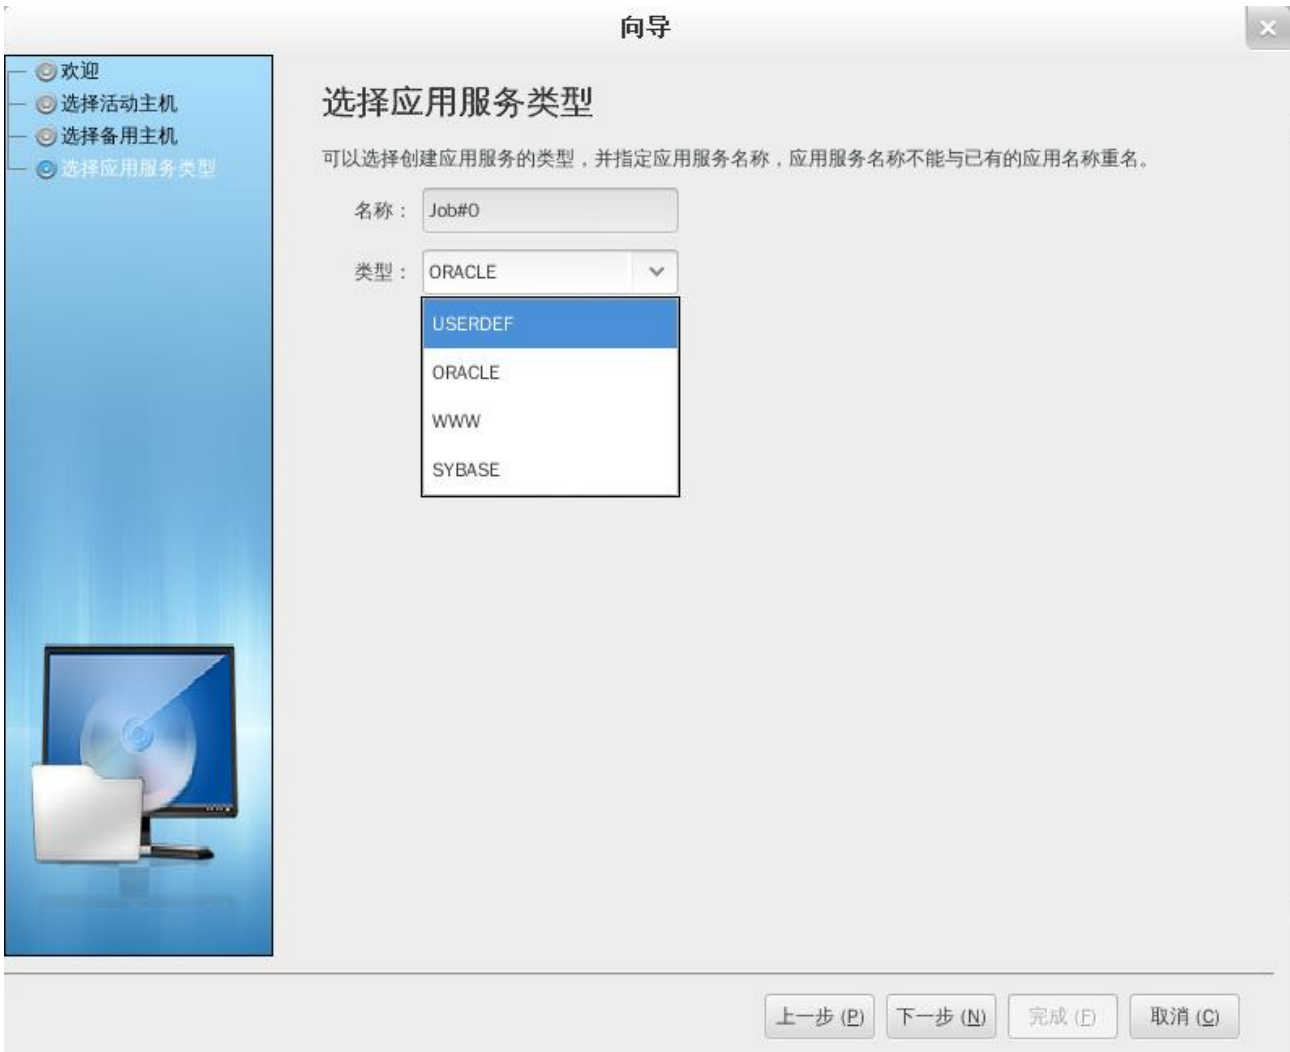 向导
欢迎
选择活动主机
选择备用主机
选择应用服务类型
选择应用服务类型
可以选择创建应用服务的类型，并指定应用服务名称，应用服务名称不能与已有的应用名称重名。
名称： Job#0
类型： ORACLE
USERDEF
ORACLE
WWW
SYBASE
上一步 (P) 下一步 (N) 完成 (F) 取消 (C)